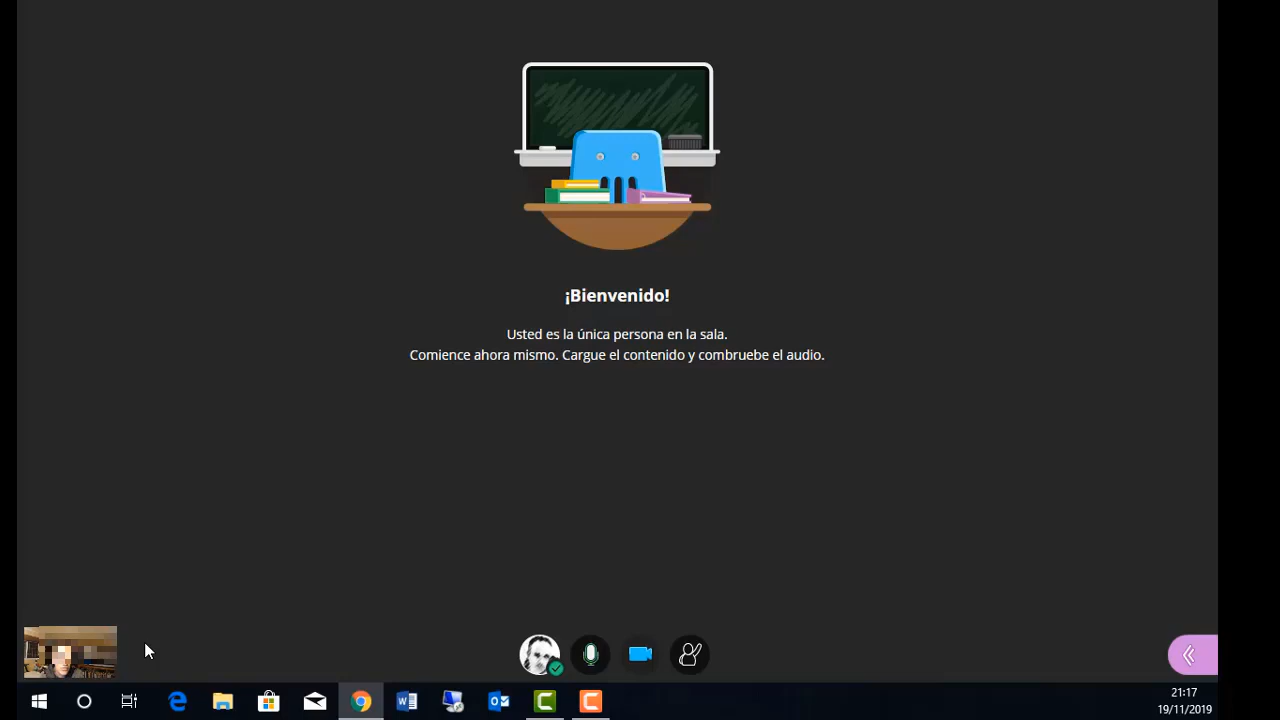 ¡Bienvenido!
Usted es la única persona en la sala.
Comience ahora mismo. Cargue el contenido y combruebe el audio.
21:17
19/11/2019